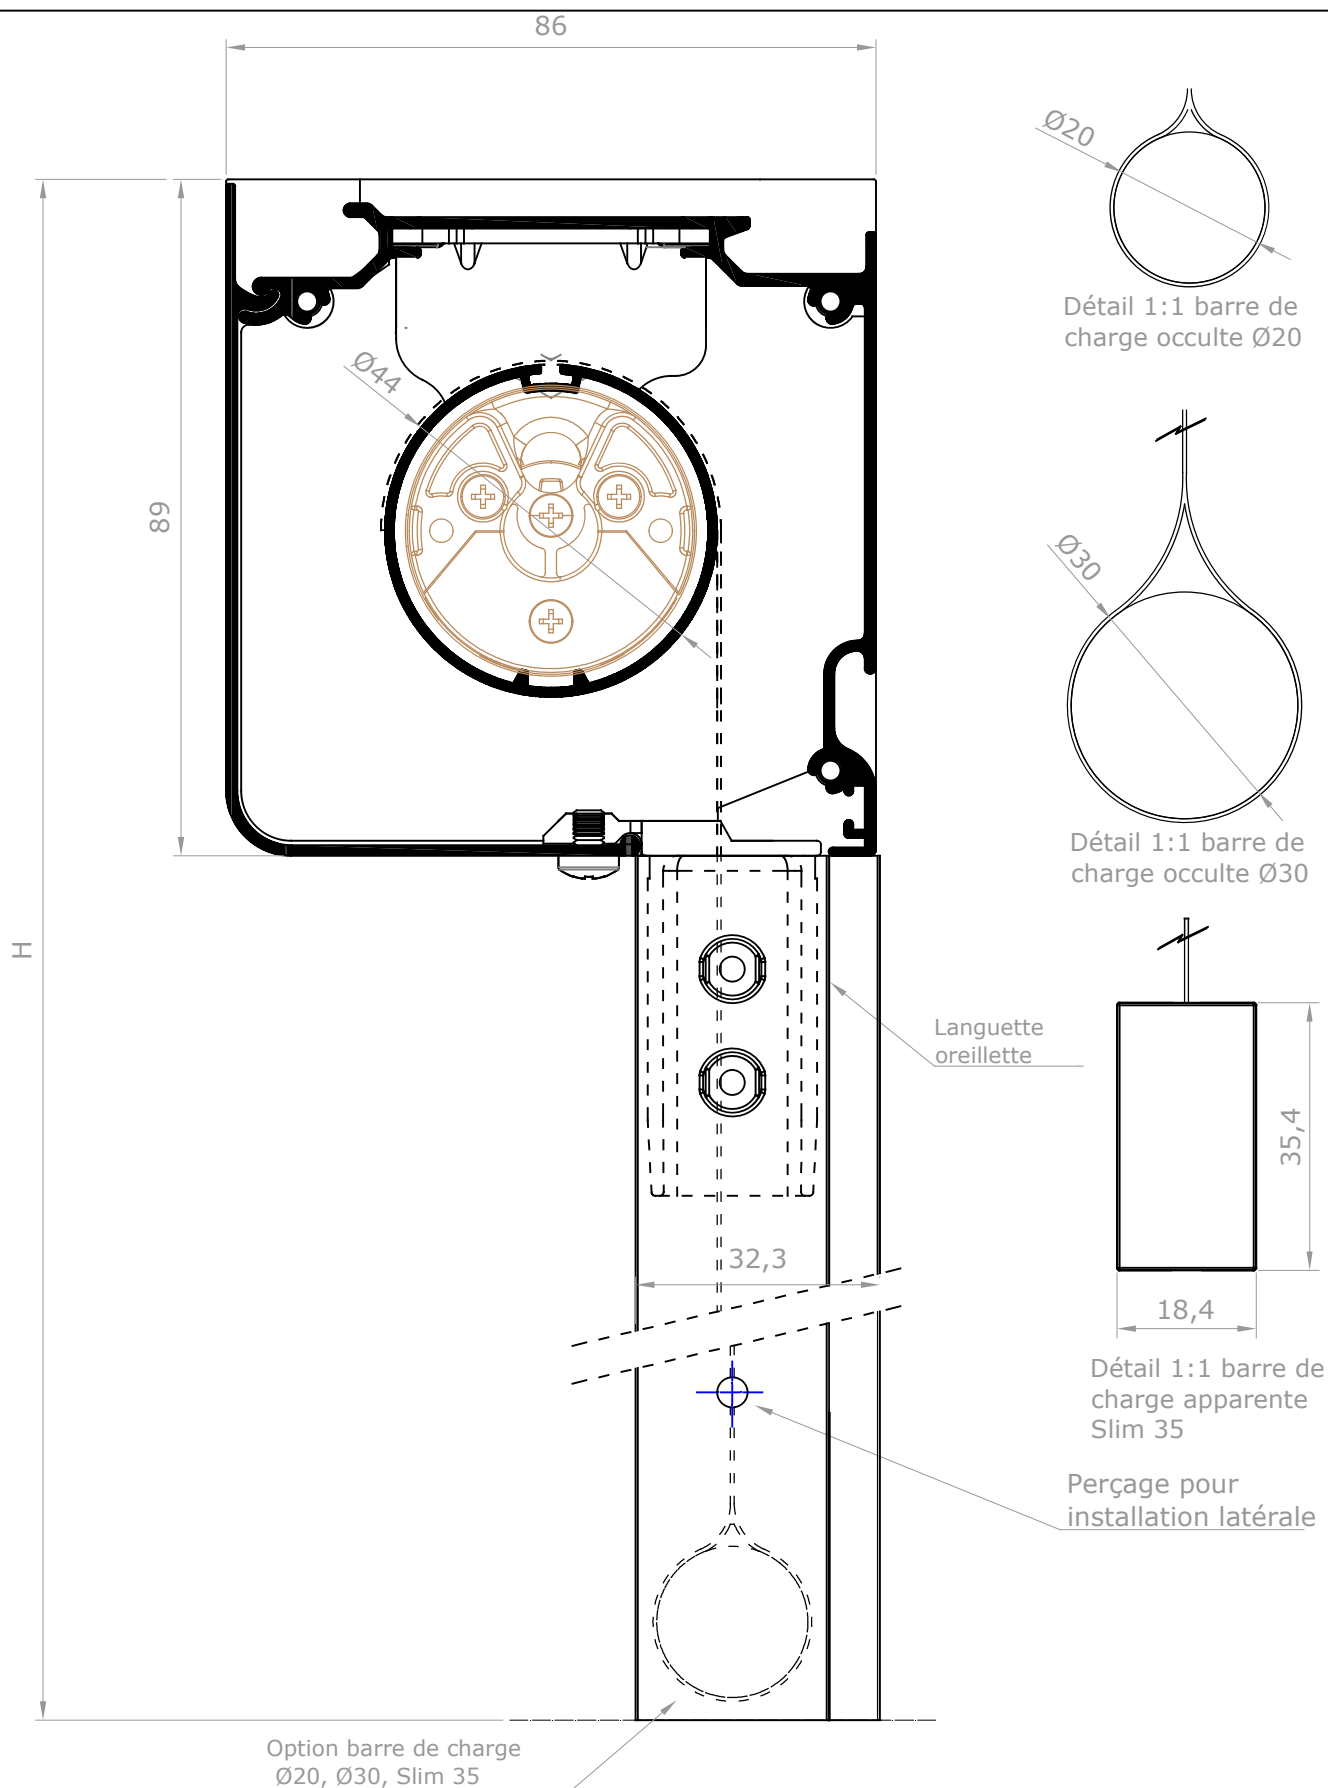 86
Ø20
Détail 1:1 barre de
charge occulte Ø20
Ø44
89
Ø30
Détail 1:1 barre de
charge occulte Ø30
H
Languette
oreillette
35,4
32,3
18,4
Détail 1:1 barre de
charge apparente
Slim 35
Perçage pour
installation latérale
Option barre de charge
Ø20, Ø30, Slim 35